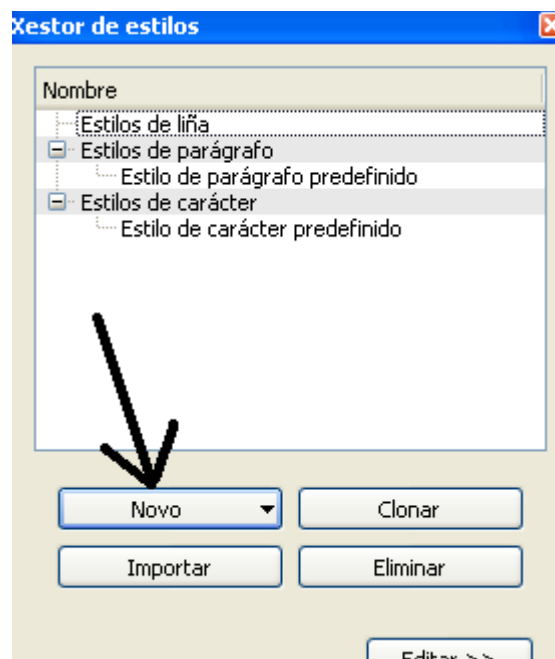 Xestor de estilos
Nombre
Estilos de liña
Estilos de parágrafo
Estilo de parágrafo predefinido
Estilos de carácter
Estilo de carácter predefinido
Novo
Clonar
Importar
Eliminar
Editar >>